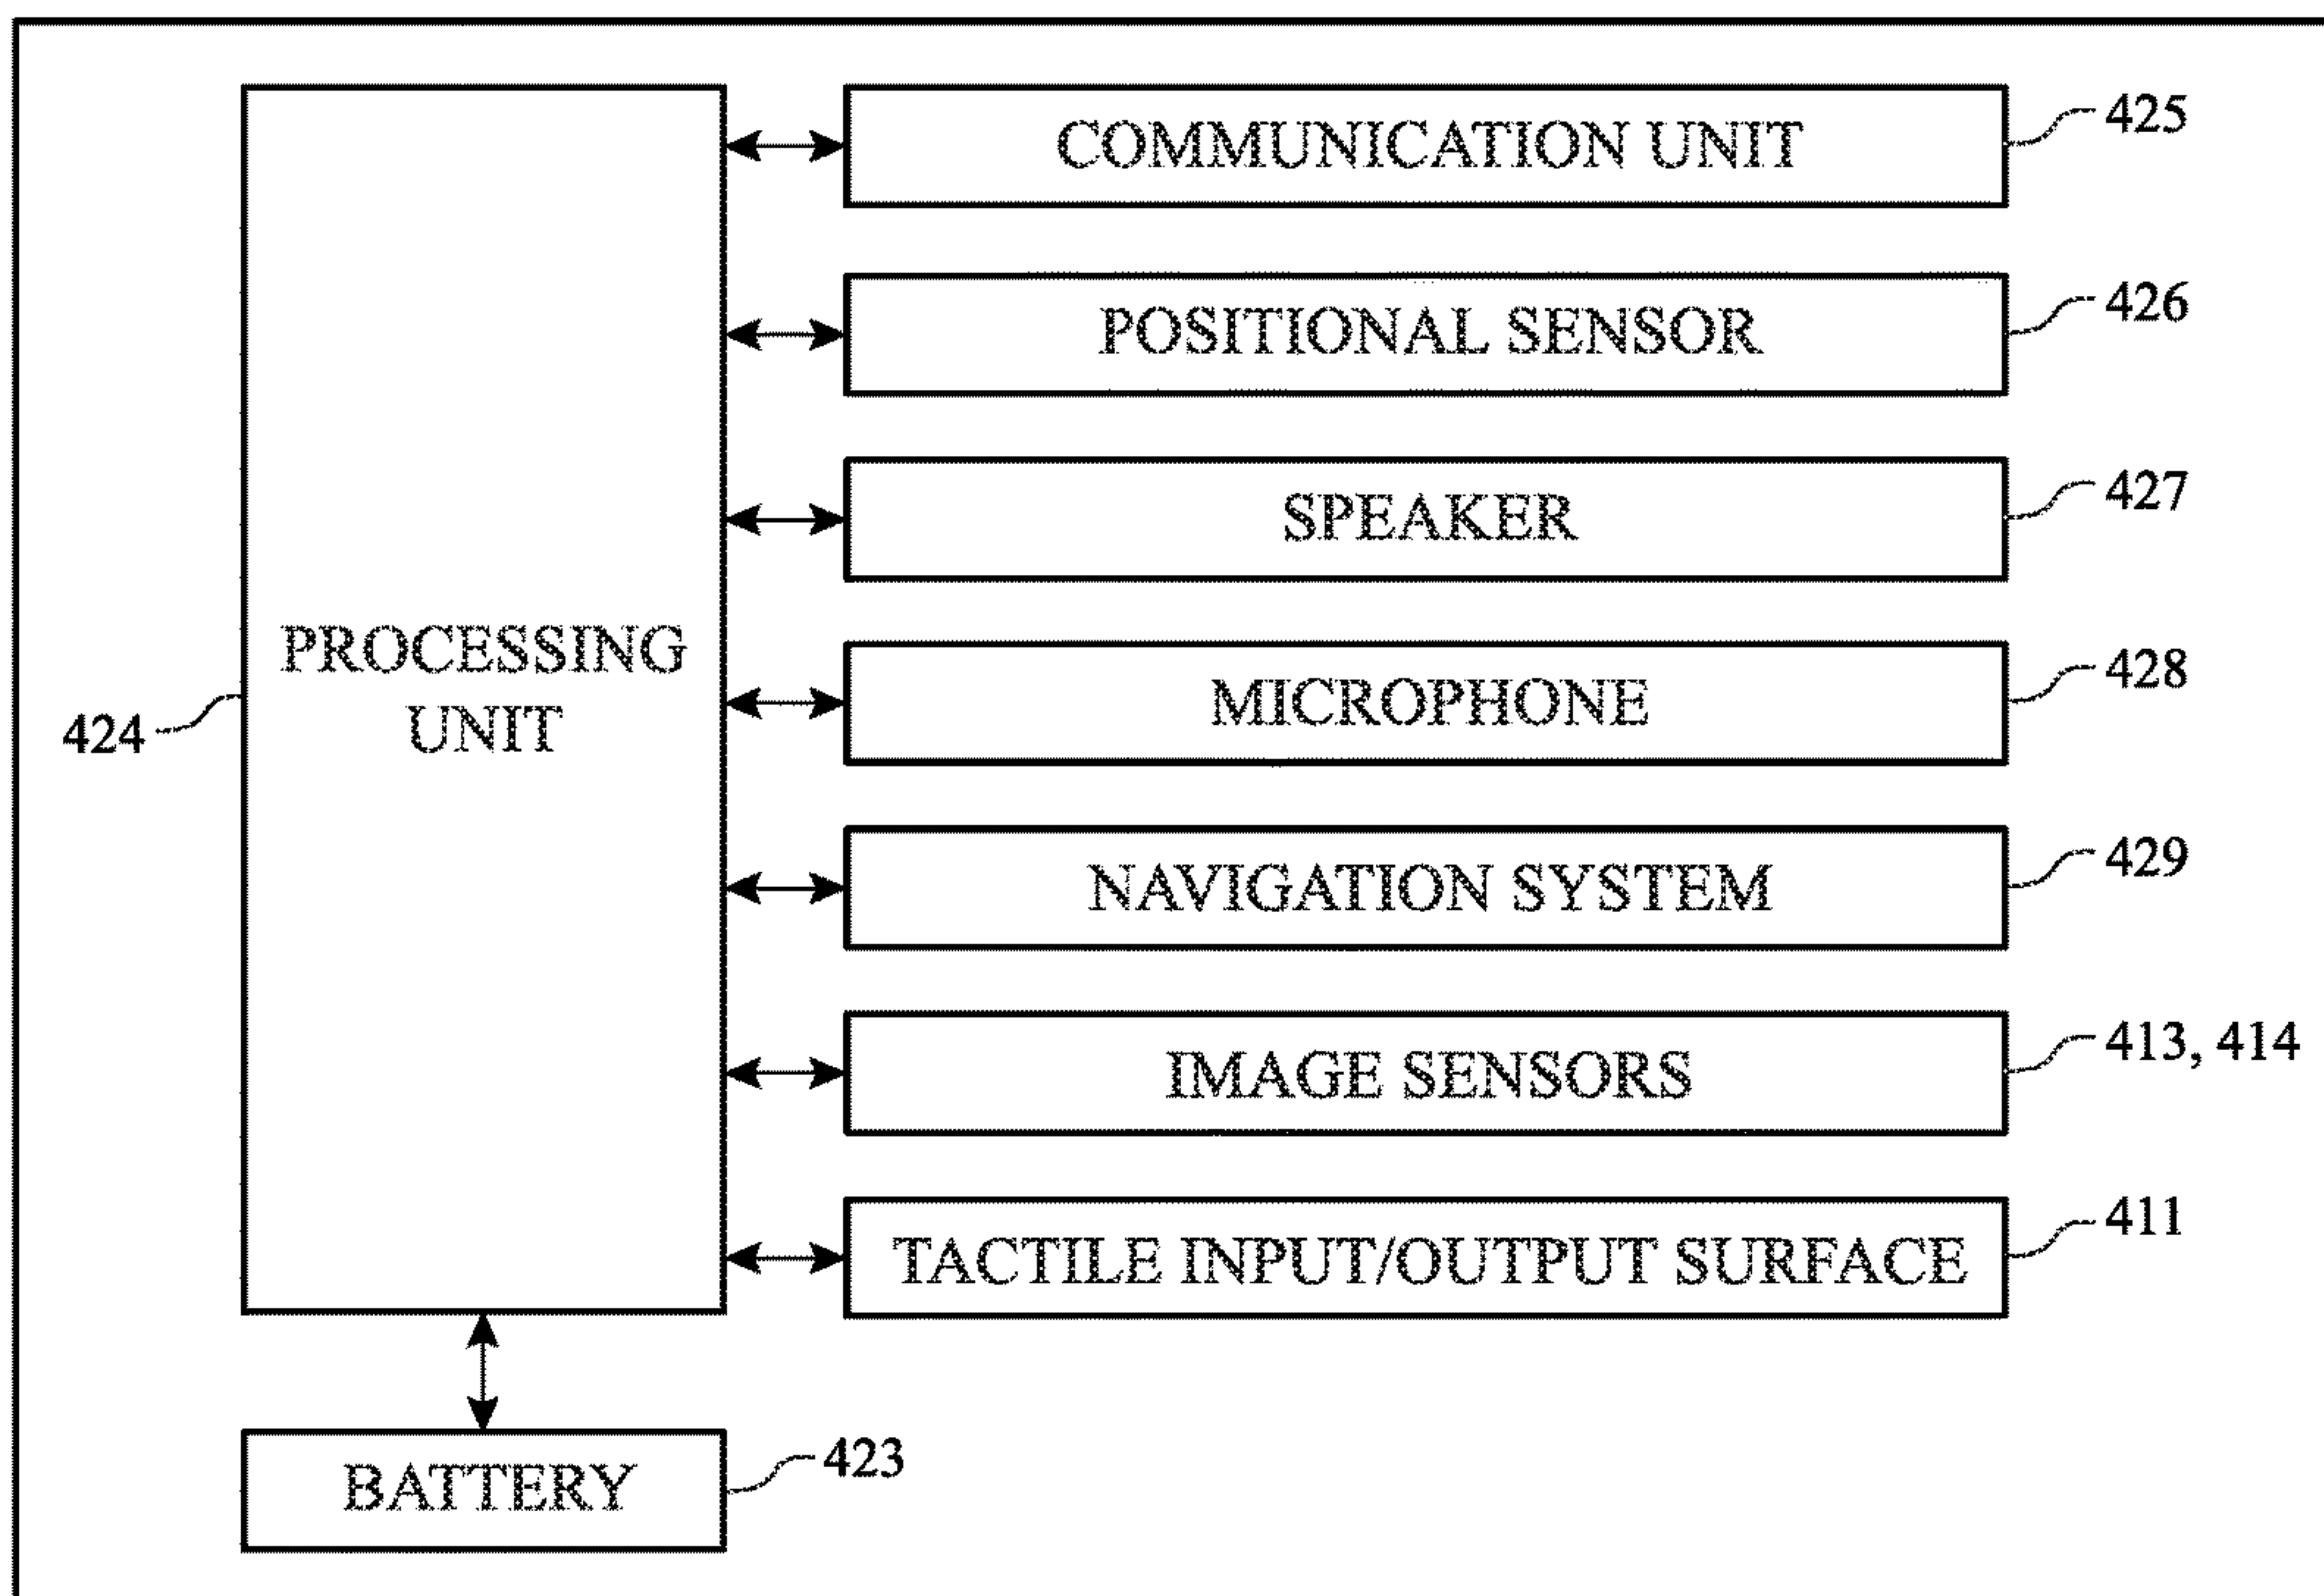 COMMUNICATION UNIT
425
POSITIONAL SENSOR
426
SPEAKER
427
PROCESSING
UNIT
424
MICROPHONE
428
NAVIGATION SYSTEM
429
IMAGE SENSORS
413, 414
TACTILE INPUT/OUTPUT SURFACE
411
BATTERY
423